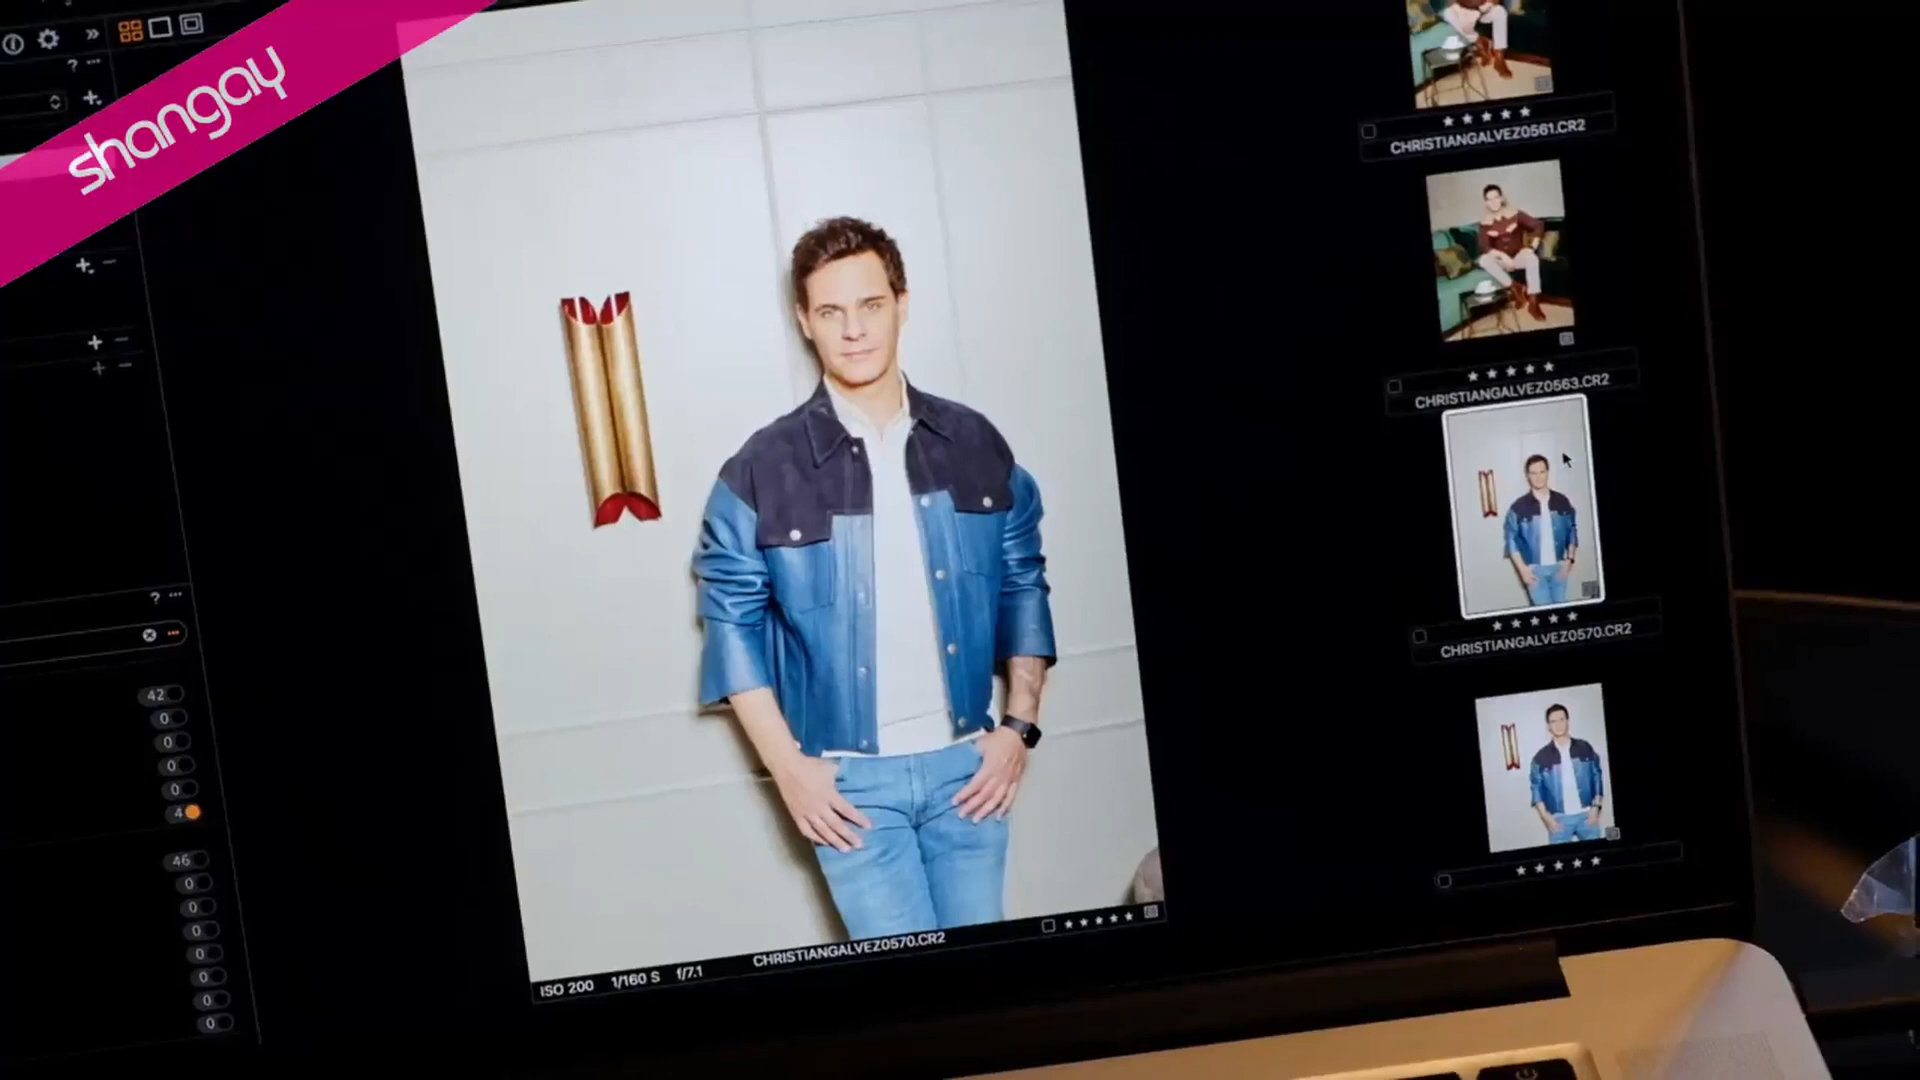 shangay
CHRISTIANGALVEZ0561.CR2
CHRISTIANGALVEZ0563.CR2
CHRISTIANGALVEZ0570.CR2
42
0
0
0
0
4
46
0
0
0
0
0
0
0
CHRISTIANGALVEZ0570.CR2
ISO 200 1/160 S f/7.1